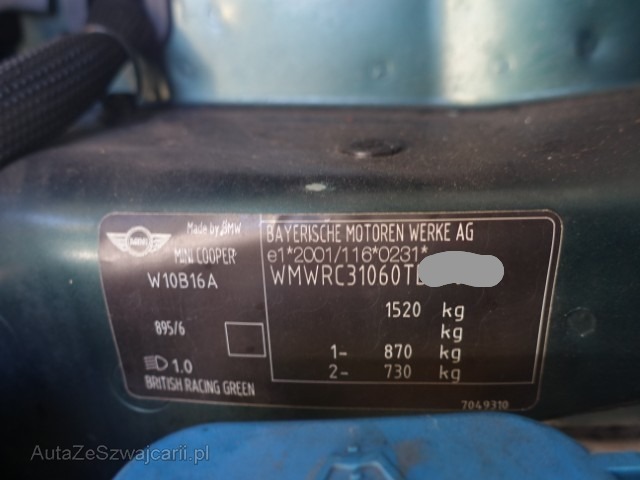 MINI
Made by BMW
MINI COOPER
W10B16A
895/6
1.0
BRITISH RACING GREEN
BAYERISCHE MOTOREN WERKE AG
e1*2001/116*0231*
WMWRC31060T
1520 kg
kg
1- 870 kg
2- 730 kg
7049310
AutaZeSzwajcarii.pl